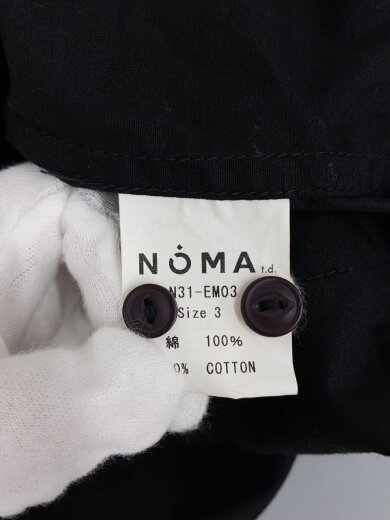 NOMA t.d.
N31-EM03
Size 3
綿 100%
0% COTTON